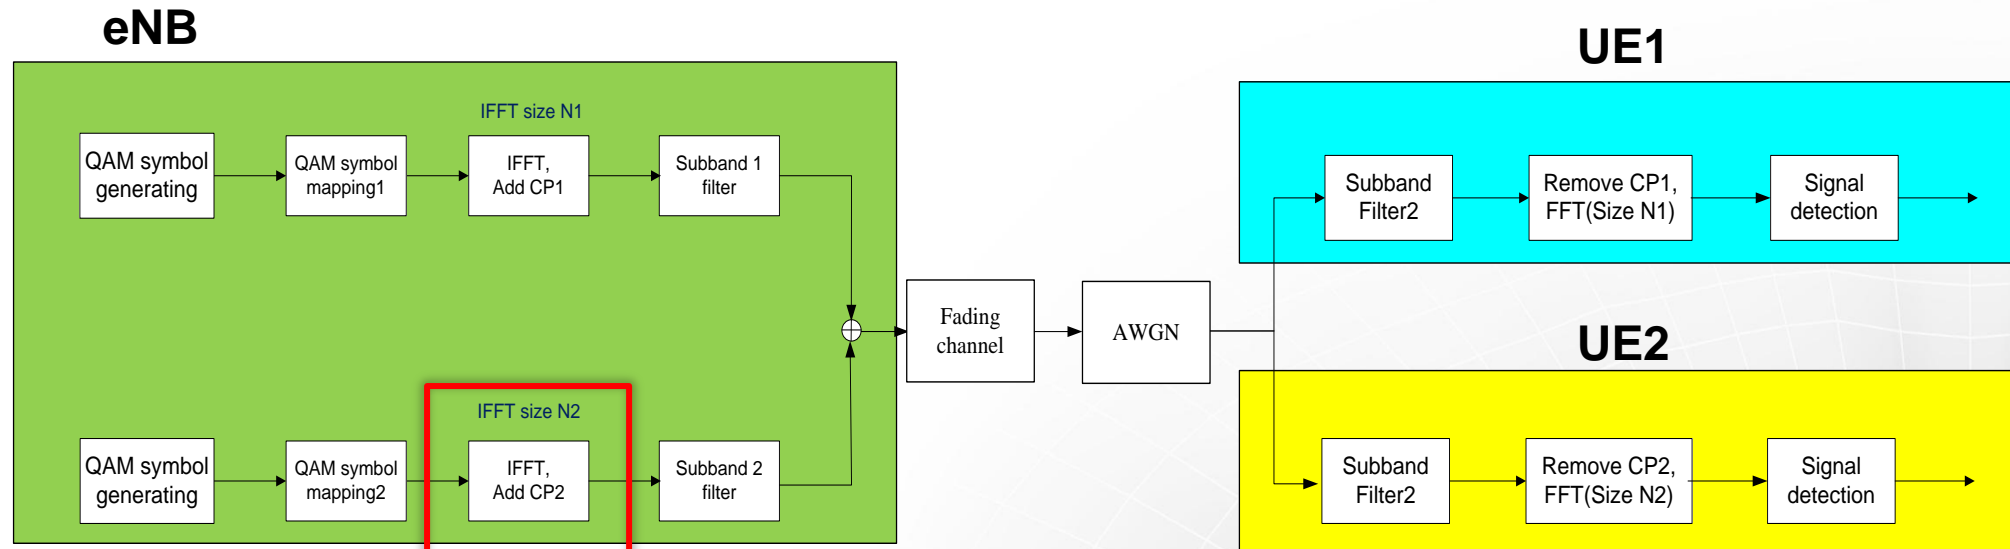 eNB
UE1
IFFT size N1
QAM symbol
generating
QAM symbol
mapping1
IFFT,
Add CP1
Subband 1
filter
Subband
Filter2
Remove CP1,
FFT(Size N1)
Signal
detection
Fading
channel
AWGN
UE2
IFFT size N2
QAM symbol
generating
QAM symbol
mapping2
IFFT,
Add CP2
Subband 2
filter
Subband
Filter2
Remove CP2,
FFT(Size N2)
Signal
detection